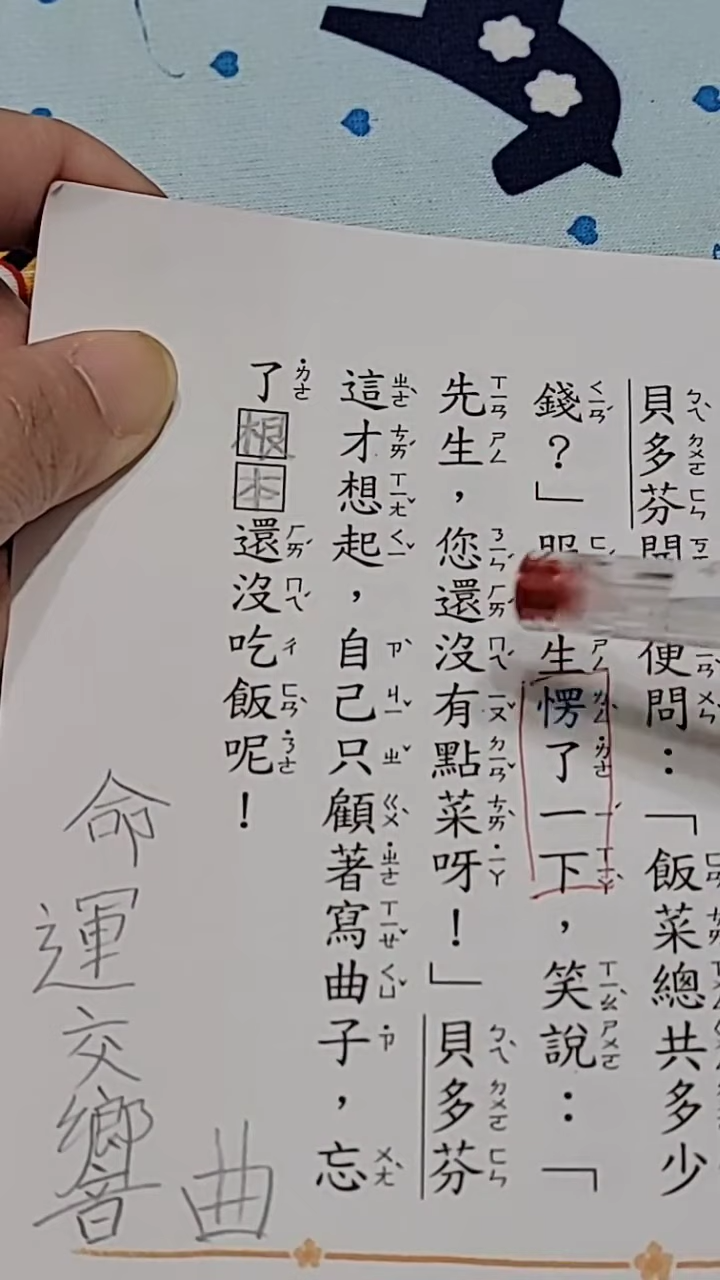 貝多芬便問：「飯菜總共多少
錢？」服生愣了一下，笑說：「
先生，您還沒有點菜呀！」貝多芬
這才想起，自己只顧著寫曲子，忘
了根本還沒吃飯呢！
命運交響曲